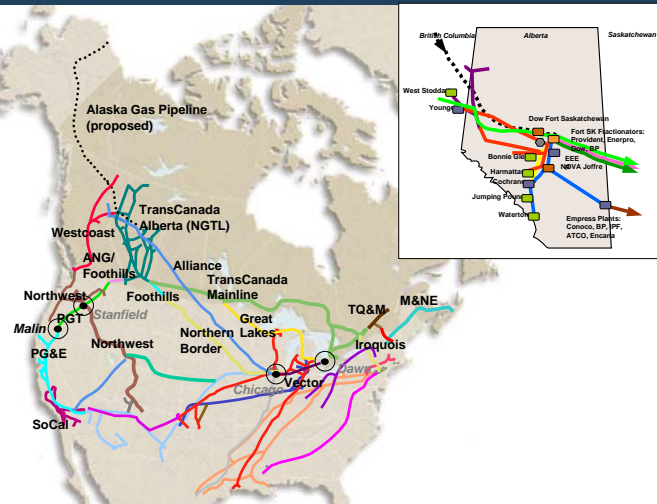 British Columbia
Alberta
Saskatchewan
West Stoddar
Younge
Dow Fort Saskatchewan
Fort SK Fractionators:
Provident, Enerpro,
Dow, BP
Bonnie Gle
EEE
NOVA Joffre
Harmattan
Cochrane
Jumping Pound
Waterton
Empress Plants:
Conoco, BP, IPF,
ATCO, Encana
Alaska Gas Pipeline
(proposed)
TransCanada
Alberta (NGTL)
Westcoast
ANG/
Foothills
Alliance
Foothills
TransCanada
Mainline
Northwest
Stanfield
PGT
Malin
PG&E
Northwest
Northern
Border
Great
Lakes
TQ&M
M&NE
Iroquois
Dawn
Vector
Chicago
SoCal